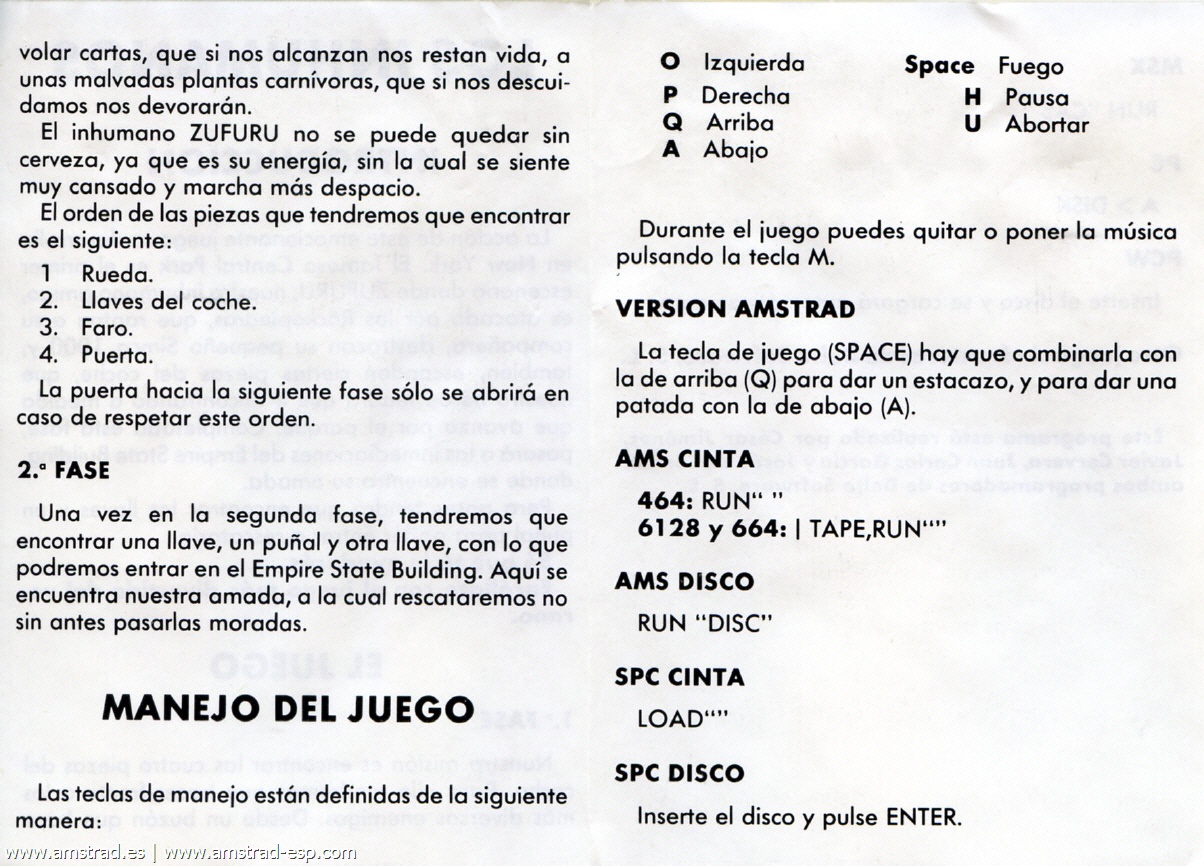 volar cartas, que si nos alcanzan nos restan vida, a
unas malvadas plantas carnívoras, que si nos descui-
damos nos devorarán.
El inhumano ZUFURU no se puede quedar sin
cerveza, ya que es su energía, sin la cual se siente
muy cansado y marcha más despacio.
El orden de las piezas que tendremos que encontrar
es el siguiente:
1. Rueda.
2. Llaves del coche.
3. Faro.
4. Puerta.
La puerta hacia la siguiente fase sólo se abrirá en
caso de respetar este orden.
2.ª FASE
Una vez en la segunda fase, tendremos que
encontrar una llave, un puñal y otra llave, con lo que
podremos entrar en el Empire State Building. Aquí se
encuentra nuestra amada, a la cual rescataremos no
sin antes pasarlas moradas.
MANEJO DEL JUEGO
Las teclas de manejo están definidas de la siguiente
manera:
O Izquierda
P Derecha
Q Arriba
A Abajo
Space Fuego
H Pausa
U Abortar
Durante el juego puedes quitar o poner la música
pulsando la tecla M.
VERSION AMSTRAD
La tecla de juego (SPACE) hay que combinarla con
la de arriba (Q) para dar un estacazo, y para dar una
patada con la de abajo (A).
AMS CINTA
464: RUN“ ”
6128 y 664: | TAPE,RUN“”
AMS DISCO
RUN “DISC”
SPC CINTA
LOAD“”
SPC DISCO
Inserte el disco y pulse ENTER.
www.amstrad.es | www.amstrad-esp.com